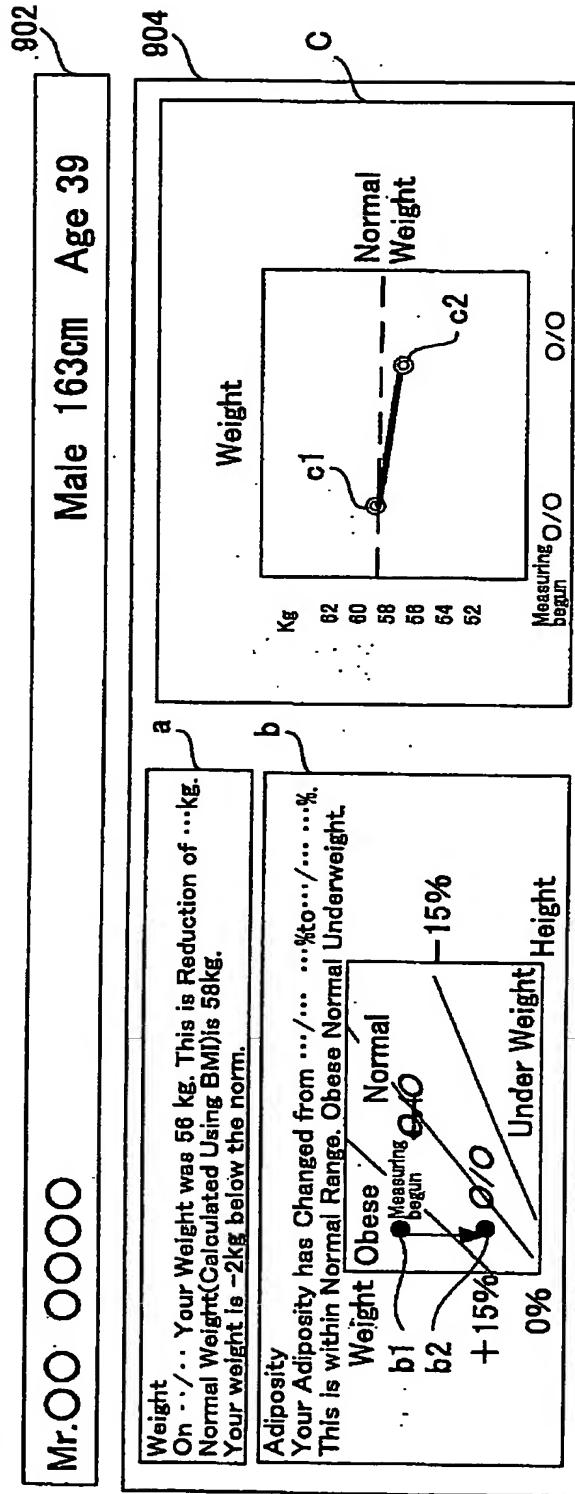 902
Mr.OO OOOO Male 163cm Age 39
904
a
Weight
On ··/·· Your Weight was 56 kg. This is Reduction of ···kg.
Normal Weight(Calculated Using BMI)is 58kg.
Your weight is -2kg below the norm.
b
Adiposity
Your Adiposity has Changed from ···/··· ···%to···/··· ···%.
This is within Normal Range. Obese Normal Underweight.
Weight
Obese
Normal
Measuring
begun
O/O
O/O
b1
b2
+15%
0%
-15%
Under Weight
Height
C
Weight
Kg
62
60
58
56
54
52
c1
c2
Normal
Weight
Measuring
begun
O/O
O/O